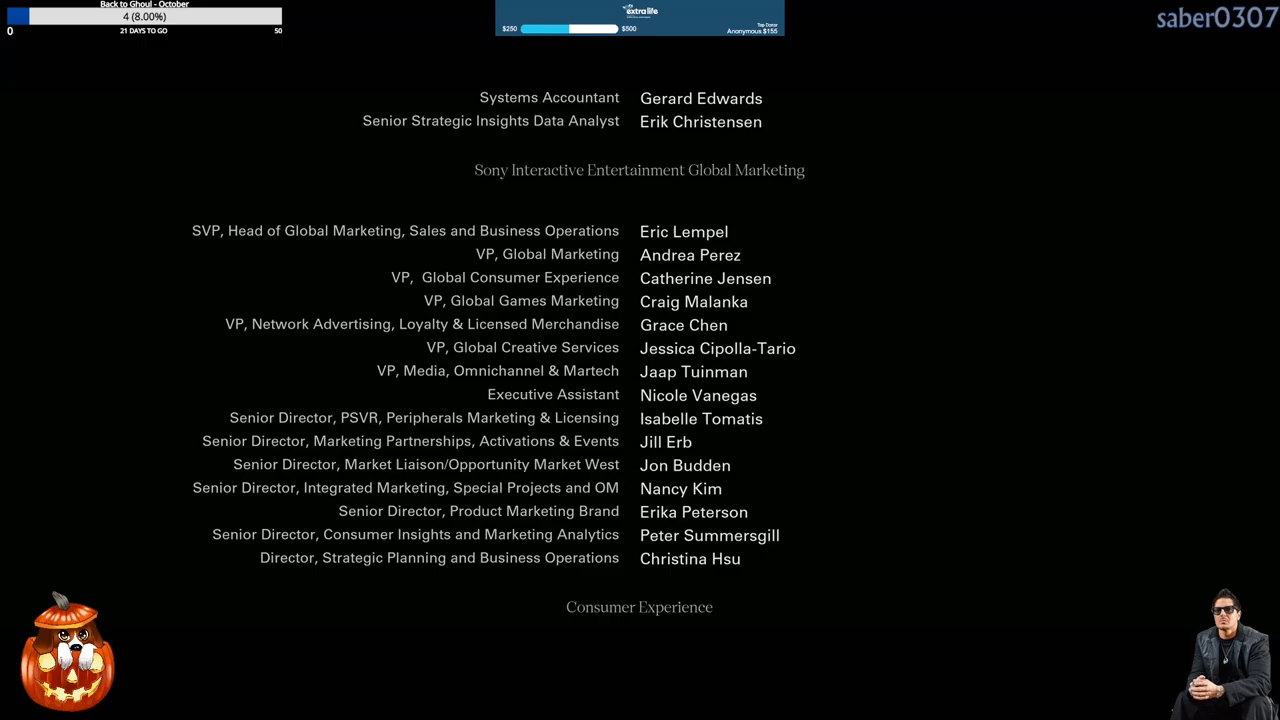 Back to Ghoul - October
4 (8.00%)
0 21 DAYS TO GO 50
extra life
$250 $500
Top Donor
Anonymous $155
saber0307
Systems Accountant Gerard Edwards
Senior Strategic Insights Data Analyst Erik Christensen
Sony Interactive Entertainment Global Marketing
SVP, Head of Global Marketing, Sales and Business Operations Eric Lempel
VP, Global Marketing Andrea Perez
VP, Global Consumer Experience Catherine Jensen
VP, Global Games Marketing Craig Malanka
VP, Network Advertising, Loyalty & Licensed Merchandise Grace Chen
VP, Global Creative Services Jessica Cipolla-Tario
VP, Media, Omnichannel & Martech Jaap Tuinman
Executive Assistant Nicole Vanegas
Senior Director, PSVR, Peripherals Marketing & Licensing Isabelle Tomatis
Senior Director, Marketing Partnerships, Activations & Events Jill Erb
Senior Director, Market Liaison/Opportunity Market West Jon Budden
Senior Director, Integrated Marketing, Special Projects and OM Nancy Kim
Senior Director, Product Marketing Brand Erika Peterson
Senior Director, Consumer Insights and Marketing Analytics Peter Summersgill
Director, Strategic Planning and Business Operations Christina Hsu
Consumer Experience